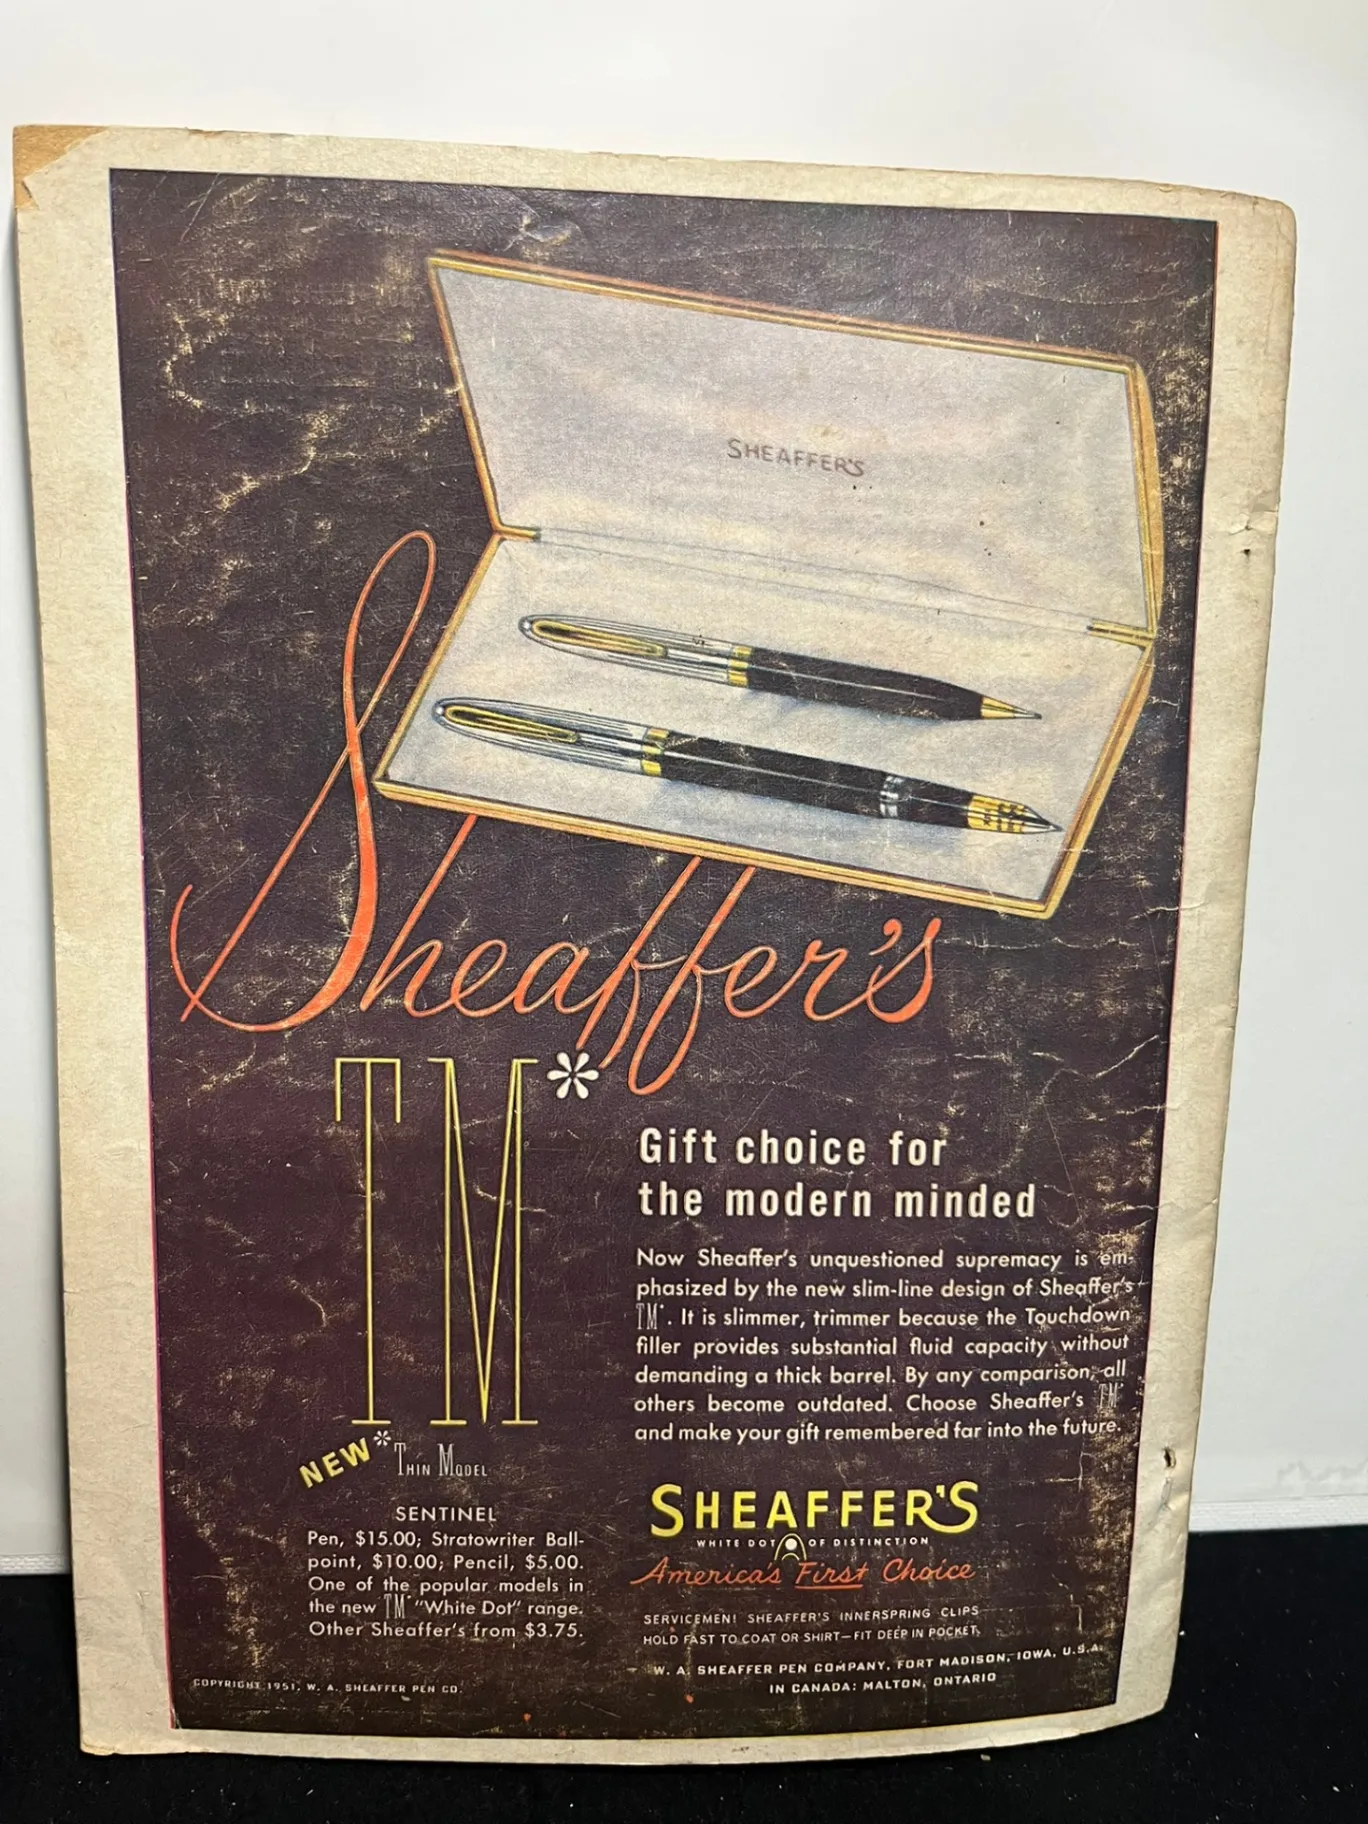 SHEAFFER'S
Sheaffer's
TM*
Gift choice for
the modern minded
Now Sheaffer's unquestioned supremacy is em-
phasized by the new slim-line design of Sheaffer's
TM*. It is slimmer, trimmer because the Touchdown
filler provides substantial fluid capacity without
demanding a thick barrel. By any comparison, all
others become outdated. Choose Sheaffer's TM*
and make your gift remembered far into the future.
NEW* THIN MODEL
SENTINEL
Pen, $15.00; Stratowriter Ball-
point, $10.00; Pencil, $5.00.
One of the popular models in
the new TM* "White Dot" range.
Other Sheaffer's from $3.75.
SHEAFFER'S
WHITE DOT OF DISTINCTION
America's First Choice
SERVICEMEN! SHEAFFER'S INNERSPRING CLIPS
HOLD FAST TO COAT OR SHIRT—FIT DEEP IN POCKET.
W. A. SHEAFFER PEN COMPANY, FORT MADISON, IOWA, U.S.A.
IN CANADA: MALTON, ONTARIO
COPYRIGHT 1951, W. A. SHEAFFER PEN CO.